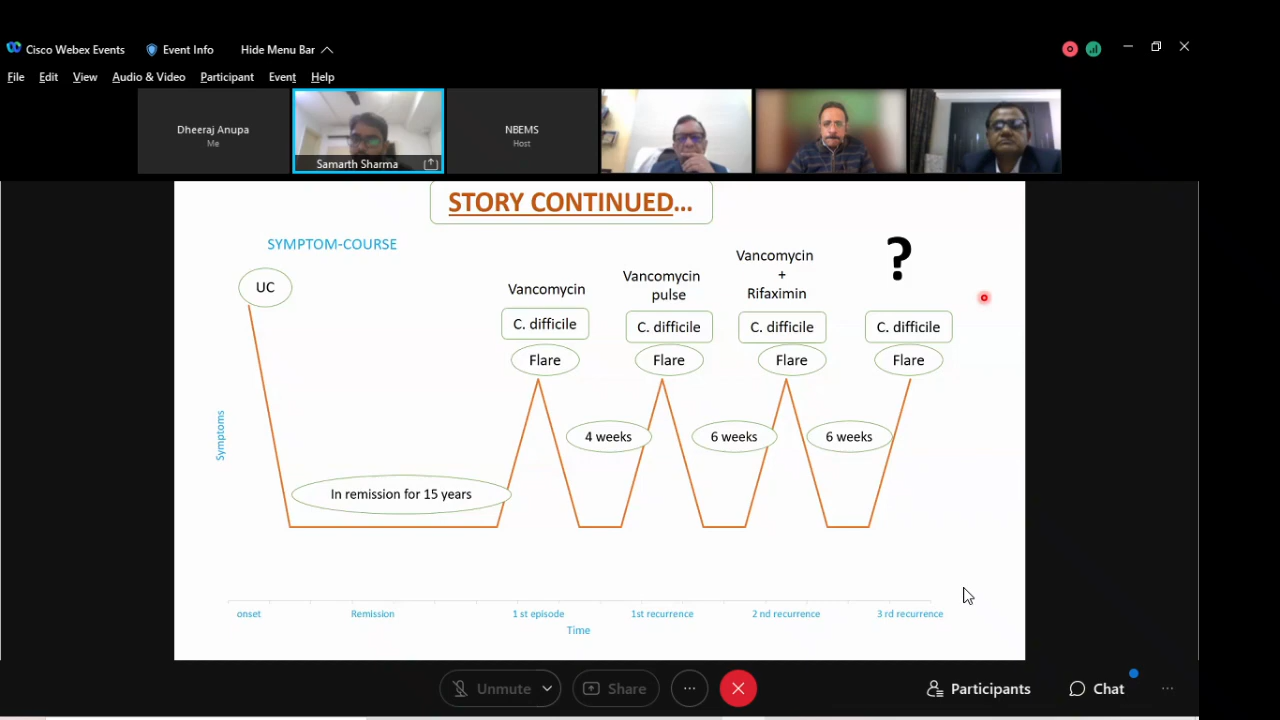 Cisco Webex Events
Event Info
Hide Menu Bar
File Edit View Audio & Video Participant Event Help
Dheeraj Anupa
Me
Samarth Sharma
NBEMS
Host
STORY CONTINUED...
SYMPTOM-COURSE
UC
Vancomycin
C. difficile
Flare
Vancomycin
pulse
C. difficile
Flare
Vancomycin
+
Rifaximin
C. difficile
Flare
?
C. difficile
Flare
Symptoms
4 weeks
6 weeks
6 weeks
In remission for 15 years
onset
Remission
1 st episode
1st recurrence
2 nd recurrence
3 rd recurrence
Time
Unmute
Share
Participants
Chat